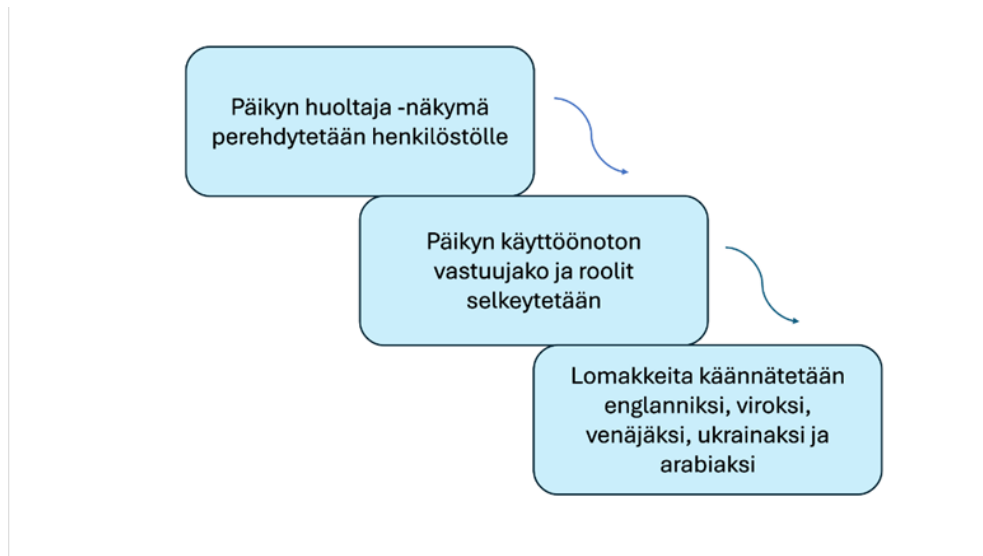 Päikyn huoltaja -näkymä
perehdytetään henkilöstölle
Päikyn käyttöönoton
vastuujako ja roolit
selkeytetään
Lomakkeita käännätetään
englanniksi, viroksi,
venäjäksi, ukrainaksi ja
arabiaksi